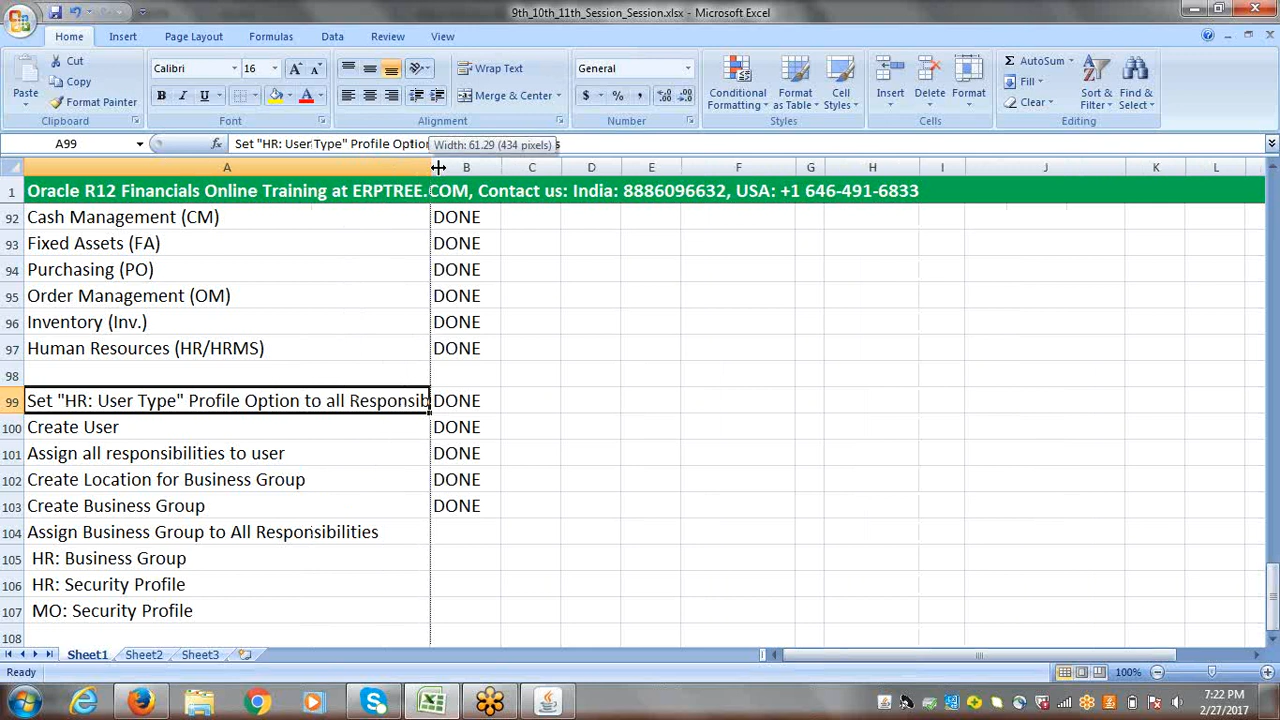 9th_10th_11th_Session_Session.xlsx - Microsoft Excel
Home Insert Page Layout Formulas Data Review View
Cut
Copy
Format Painter
Paste
Clipboard
Calibri 16
B I U A
Font
Wrap Text
Merge & Center
Alignment
General
$ % ,
Number
Conditional Formatting
Format as Table
Cell Styles
Styles
Insert Delete Format
Cells
AutoSum
Fill
Clear
Sort & Filter
Find & Select
Editing
A99 fx Set "HR: User Type" Profile Option
Width: 61.29 (434 pixels)
A B C D E F G H I J K L
1 Oracle R12 Financials Online Training at ERPTREE.COM, Contact us: India: 8886096632, USA: +1 646-491-6833
92 Cash Management (CM) DONE
93 Fixed Assets (FA) DONE
94 Purchasing (PO) DONE
95 Order Management (OM) DONE
96 Inventory (Inv.) DONE
97 Human Resources (HR/HRMS) DONE
98
99 Set "HR: User Type" Profile Option to all Responsib DONE
100 Create User DONE
101 Assign all responsibilities to user DONE
102 Create Location for Business Group DONE
103 Create Business Group DONE
104 Assign Business Group to All Responsibilities
105 HR: Business Group
106 HR: Security Profile
107 MO: Security Profile
108
Sheet1 Sheet2 Sheet3
Ready 100%
7:22 PM
2/27/2017